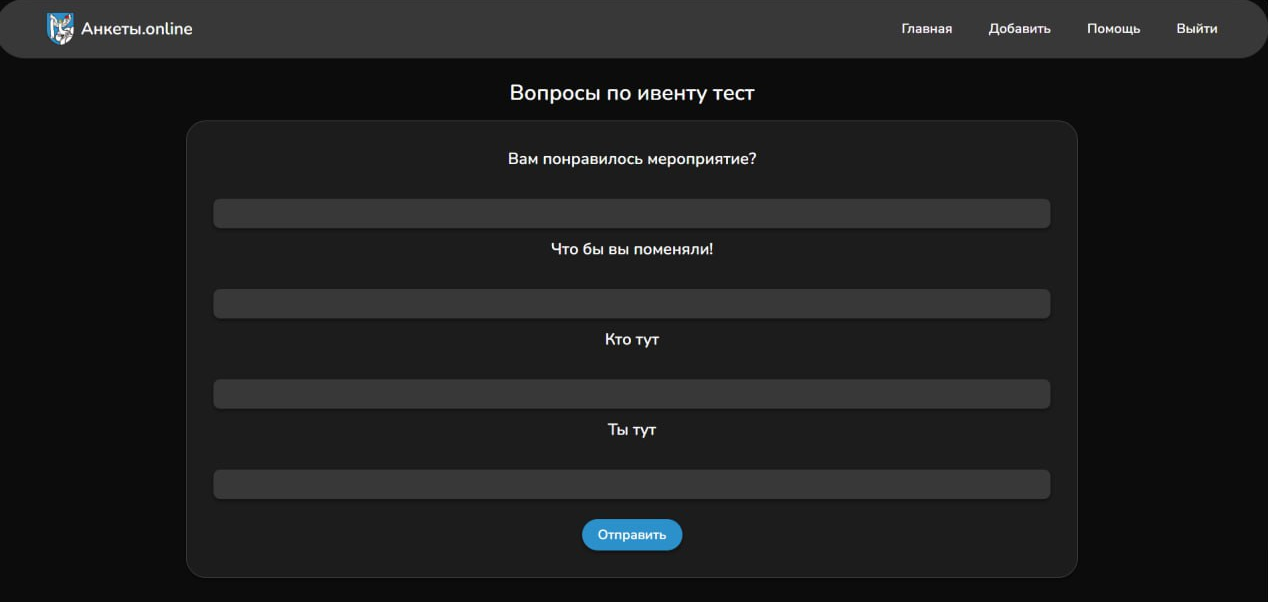 Анкеты.online
Главная
Добавить
Помощь
Выйти
Вопросы по ивенту тест
Вам понравилось мероприятие?
Что бы вы поменяли!
Кто тут
Ты тут
Отправить